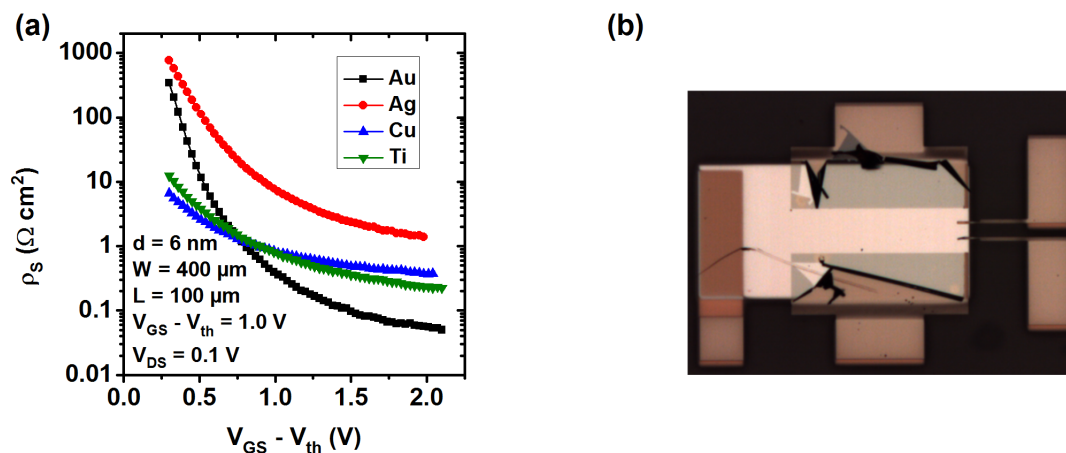 (a)
1000
100
10
1
0.1
0.01
ρS (Ω cm²)
Au
Ag
Cu
Ti
d = 6 nm
W = 400 μm
L = 100 μm
VGS - Vth = 1.0 V
VDS = 0.1 V
0.0 0.5 1.0 1.5 2.0
VGS - Vth (V)
(b)